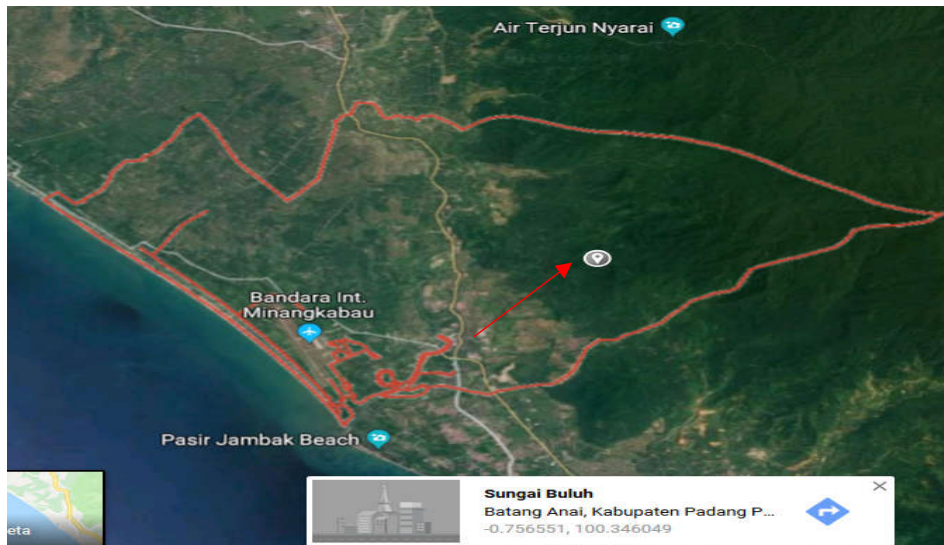 Air Terjun Nyarai
Bandara Int.
Minangkabau
Pasir Jambak Beach
eta
Sungai Buluh
Batang Anai, Kabupaten Padang P...
-0.756551, 100.346049